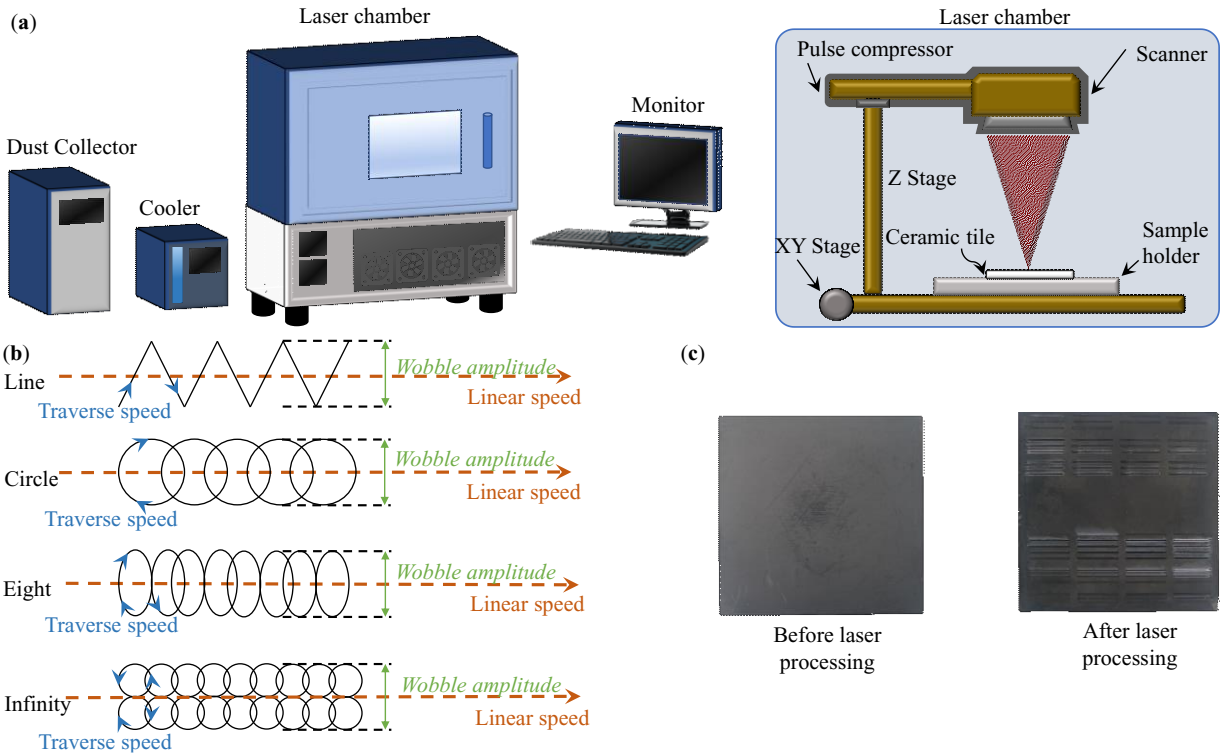 (a)
Laser chamber
Dust Collector
Cooler
Monitor
Laser chamber
Pulse compressor
Scanner
Z Stage
XY Stage
Ceramic tile
Sample
holder
(b)
Line
Traverse speed
Wobble amplitude
Linear speed
Circle
Traverse speed
Wobble amplitude
Linear speed
Eight
Traverse speed
Wobble amplitude
Linear speed
Infinity
Traverse speed
Wobble amplitude
Linear speed
(c)
Before laser
processing
After laser
processing